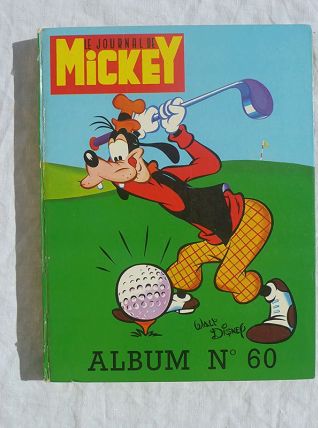 LE JOURNAL DE
MICKEY
WALT
DISNEY
ALBUM N° 60